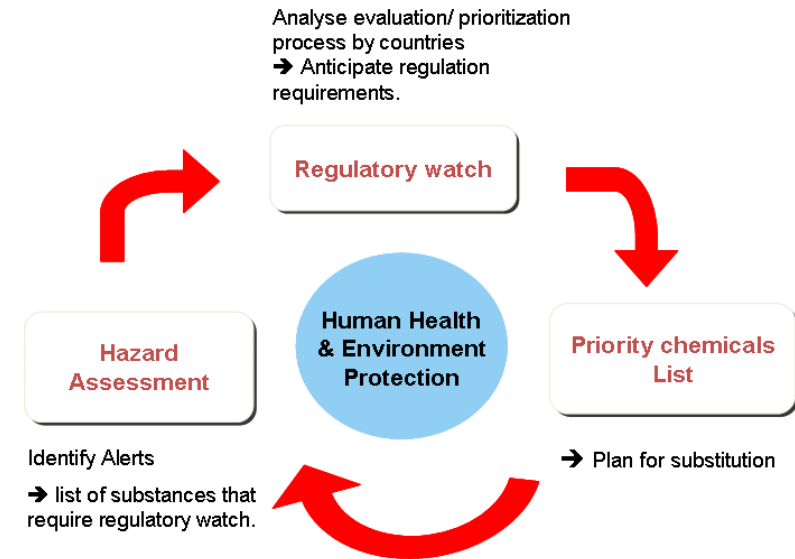 Analyse evaluation/ prioritization
process by countries
➔ Anticipate regulation
requirements.
Regulatory watch
Human Health
& Environment
Protection
Priority chemicals
List
➔ Plan for substitution
Hazard
Assessment
Identify Alerts
➔ list of substances that
require regulatory watch.